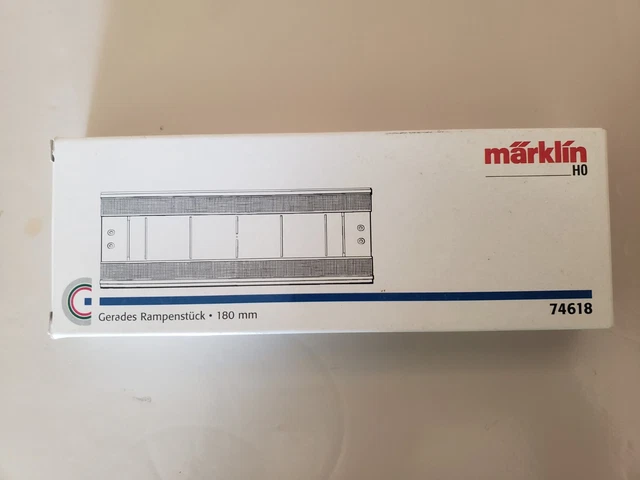 märklin
H0
Gerades Rampenstück • 180 mm
74618